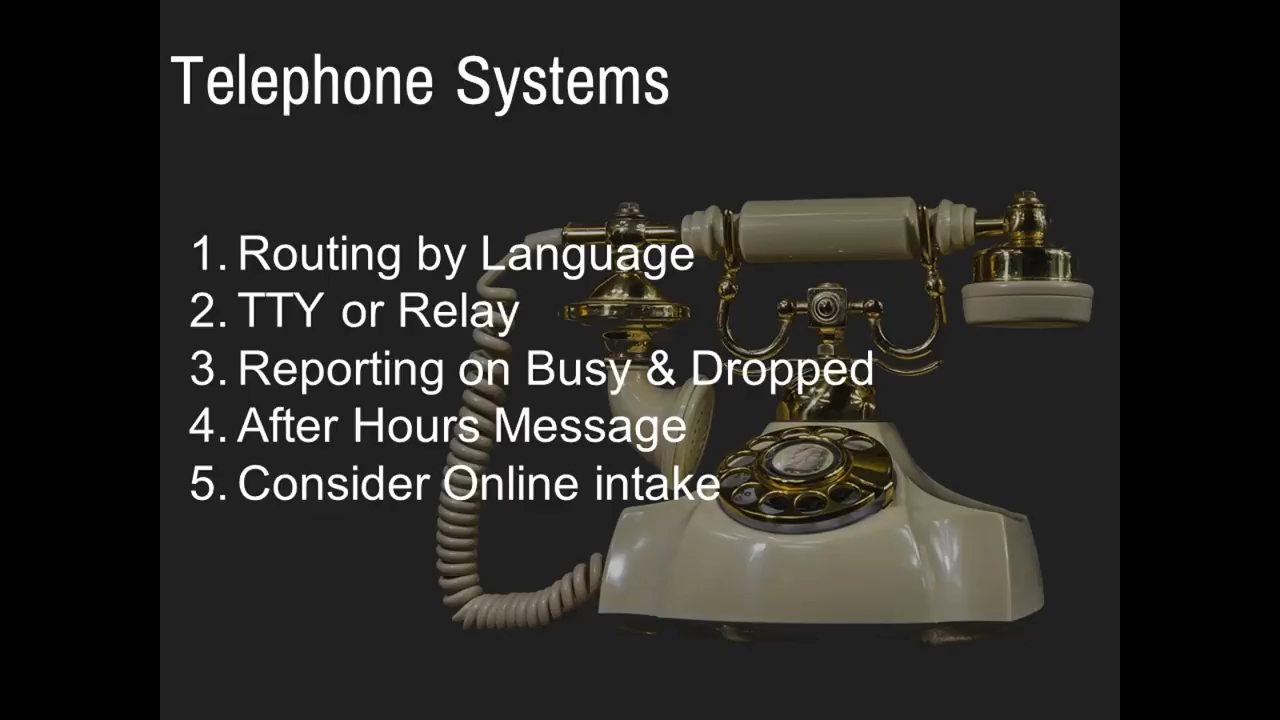 Telephone Systems
1. Routing by Language
2. TTY or Relay
3. Reporting on Busy & Dropped
4. After Hours Message
5. Consider Online intake